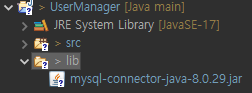 > UserManager [Java main]
JRE System Library [JavaSE-17]
> src
> lib
mysql-connector-java-8.0.29.jar